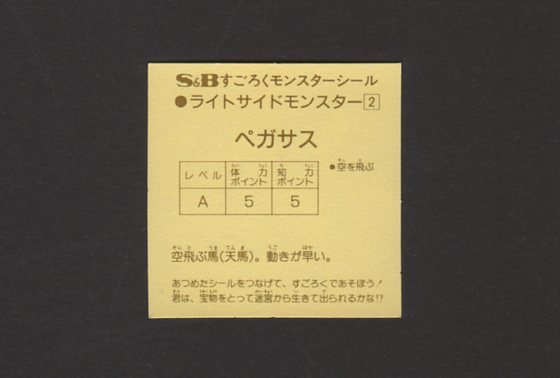 S&Bすごろくモンスターシール
●ライトサイドモンスター2
ペガサス
レベル 体力ポイント 知力ポイント
A 5 5
●空を飛ぶ
空飛ぶ馬(天馬)。動きが早い。
あつめたシールをつなげて、すごろくであそぼう!
君は、宝物をとって迷宮から生きて出られるかな!?